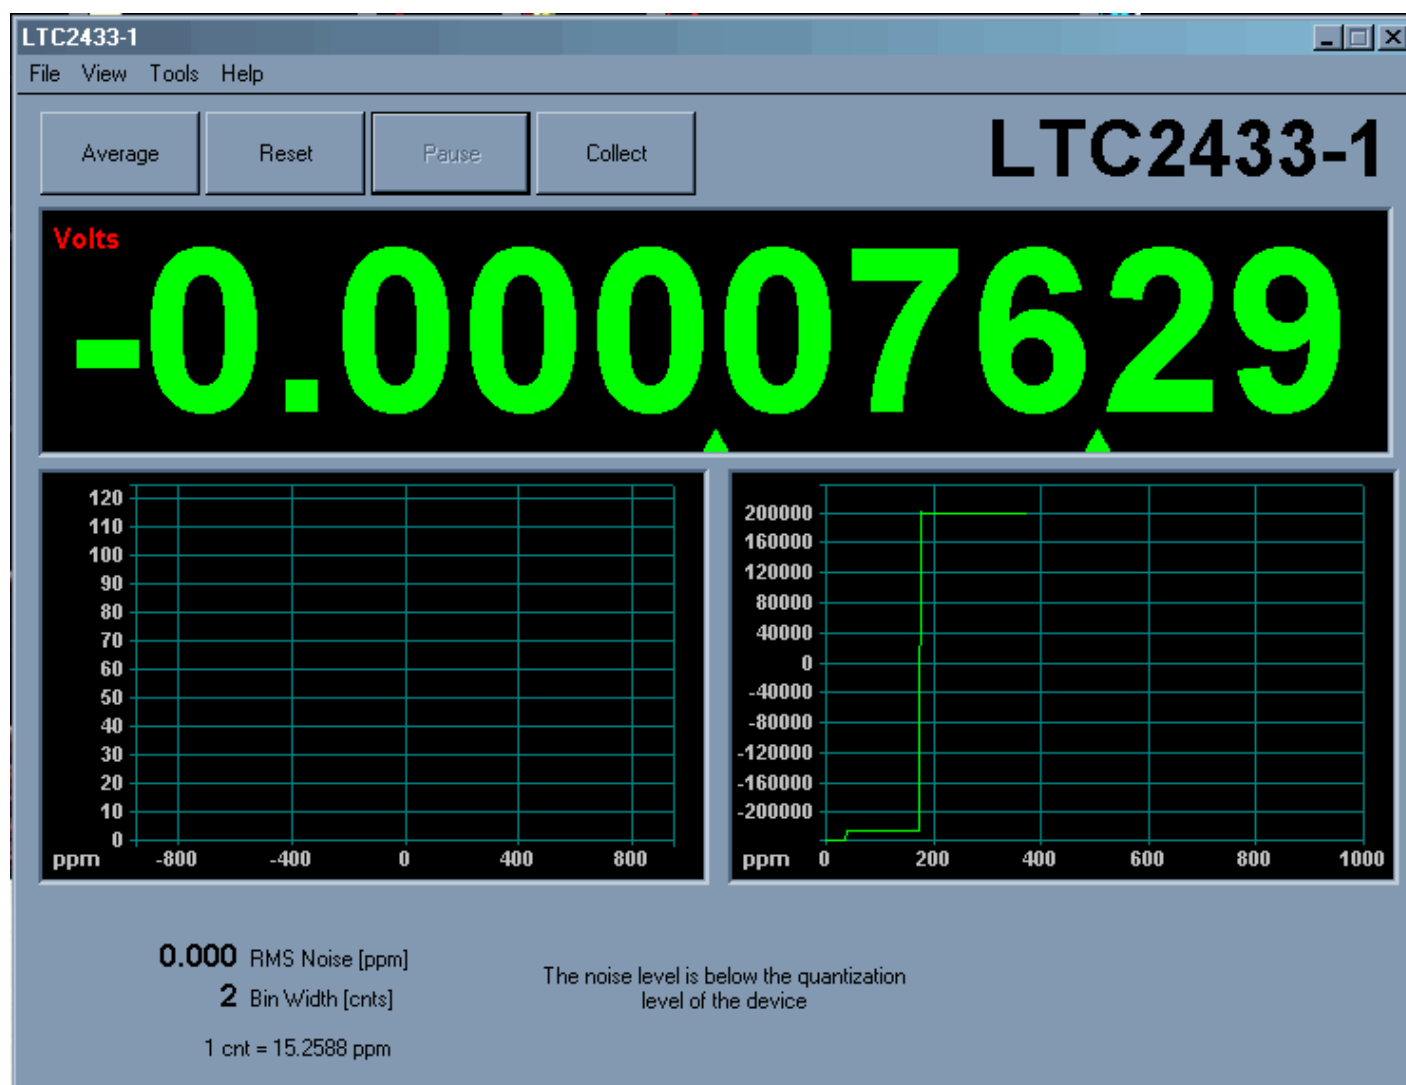 LTC2433-1
File View Tools Help
Average Reset Pause Collect
LTC2433-1
Volts
-0.00007629
120
110
100
90
80
70
60
50
40
30
20
10
0
ppm -800 -400 0 400 800
200000
160000
120000
80000
40000
0
-40000
-80000
-120000
-160000
-200000
ppm 0 200 400 600 800 1000
0.000 RMS Noise [ppm]
2 Bin Width [cnts]
1 cnt = 15.2588 ppm
The noise level is below the quantization
level of the device